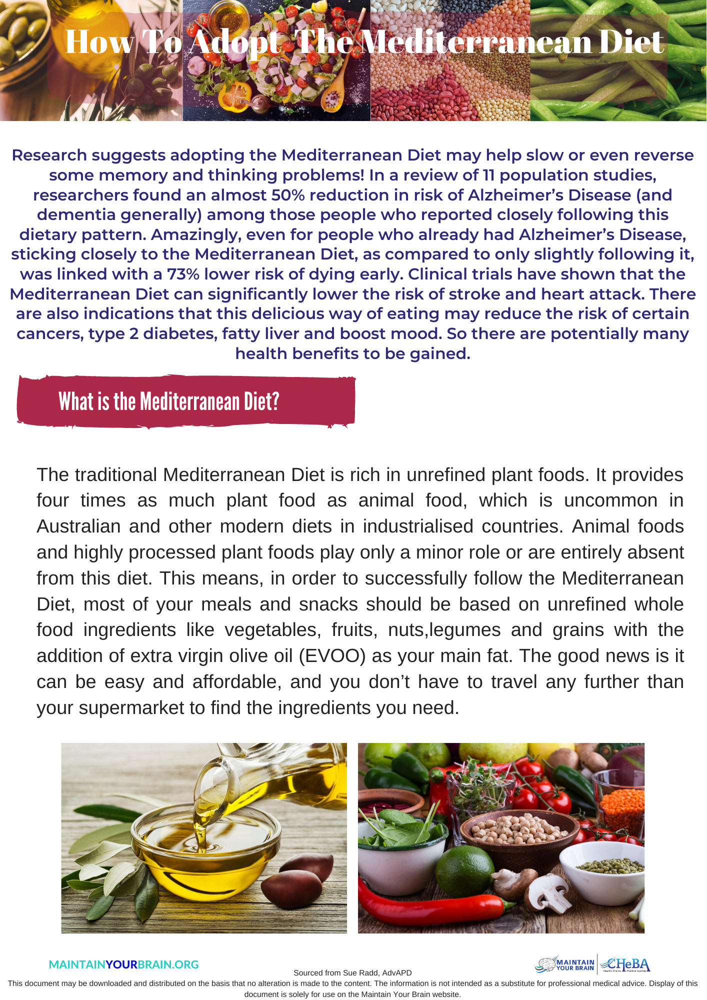 How To Adopt The Mediterranean Diet
Research suggests adopting the Mediterranean Diet may help slow or even reverse
some memory and thinking problems! In a review of 11 population studies,
researchers found an almost 50% reduction in risk of Alzheimer’s Disease (and
dementia generally) among those people who reported closely following this
dietary pattern. Amazingly, even for people who already had Alzheimer’s Disease,
sticking closely to the Mediterranean Diet, as compared to only slightly following it,
was linked with a 73% lower risk of dying early. Clinical trials have shown that the
Mediterranean Diet can significantly lower the risk of stroke and heart attack. There
are also indications that this delicious way of eating may reduce the risk of certain
cancers, type 2 diabetes, fatty liver and boost mood. So there are potentially many
health benefits to be gained.
What is the Mediterranean Diet?
The traditional Mediterranean Diet is rich in unrefined plant foods. It provides
four times as much plant food as animal food, which is uncommon in
Australian and other modern diets in industrialised countries. Animal foods
and highly processed plant foods play only a minor role or are entirely absent
from this diet. This means, in order to successfully follow the Mediterranean
Diet, most of your meals and snacks should be based on unrefined whole
food ingredients like vegetables, fruits, nuts,legumes and grains with the
addition of extra virgin olive oil (EVOO) as your main fat. The good news is it
can be easy and affordable, and you don’t have to travel any further than
your supermarket to find the ingredients you need.
MAINTAINYOURBRAIN.ORG
MAINTAIN
YOUR BRAIN
CHeBA
Healthy Brains Positive Ageing
Sourced from Sue Radd, AdvAPD
This document may be downloaded and distributed on the basis that no alteration is made to the content. The information is not intended as a substitute for professional medical advice. Display of this
document is solely for use on the Maintain Your Brain website.